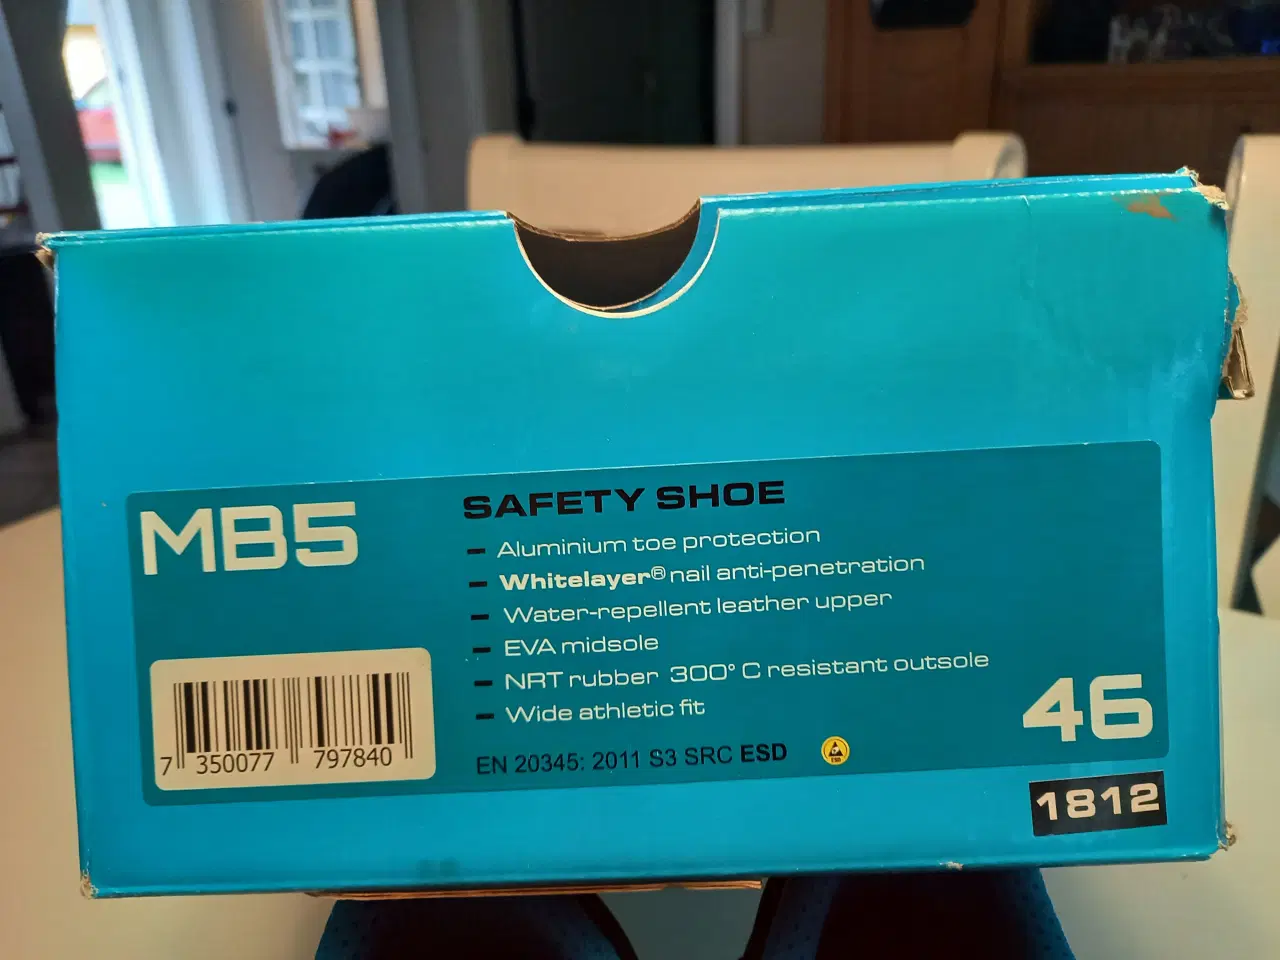 MB5
SAFETY SHOE
– Aluminium toe protection
– Whitelayer® nail anti-penetration
– Water-repellent leather upper
– EVA midsole
– NRT rubber 300° C resistant outsole
– Wide athletic fit
EN 20345: 2011 S3 SRC ESD
ESD
7 350077 797840
46
1812